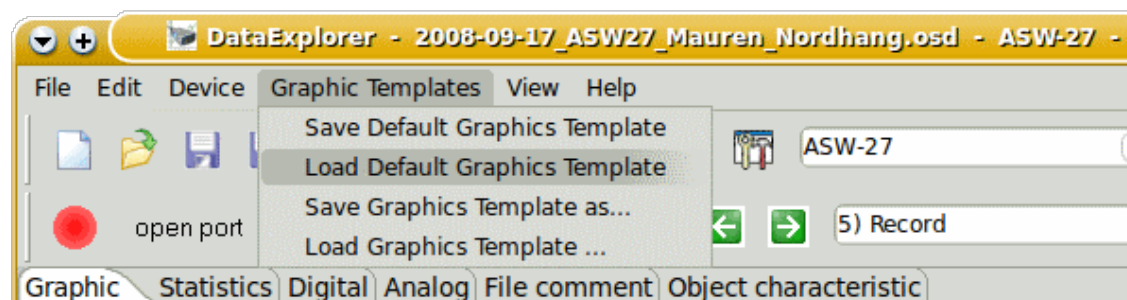 DataExplorer - 2008-09-17_ASW27_Mauren_Nordhang.osd - ASW-27 -
File Edit Device Graphic Templates View Help
Save Default Graphics Template
Load Default Graphics Template
ASW-27
Save Graphics Template as...
open port
5) Record
Load Graphics Template ...
Graphic Statistics Digital Analog File comment Object characteristic